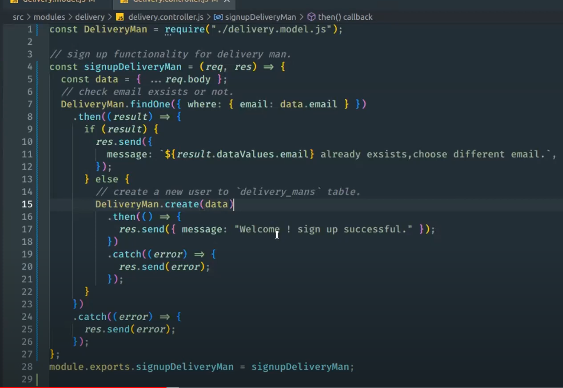 src > modules > delivery > delivery.controller.js > signupDeliveryMan > then() callback
1 const DeliveryMan = require("./delivery.model.js");
2
3 // sign up functionality for delivery man.
4 const signupDeliveryMan = (req, res) => {
5 const data = { ...req.body };
6 // check email exsists or not.
7 DeliveryMan.findOne({ where: { email: data.email } })
8 .then((result) => {
9 if (result) {
10 res.send({
11 message: `${result.dataValues.email} already exsists,choose different email.`,
12 });
13 } else {
14 // create a new user to `delivery_mans` table.
15 DeliveryMan.create(data)
16 .then(() => {
17 res.send({ message: "Welcome ! sign up successful." });
18 })
19 .catch((error) => {
20 res.send(error);
21 });
22 }
23 })
24 .catch((error) => {
25 res.send(error);
26 });
27 };
28 module.exports.signupDeliveryMan = signupDeliveryMan;
29